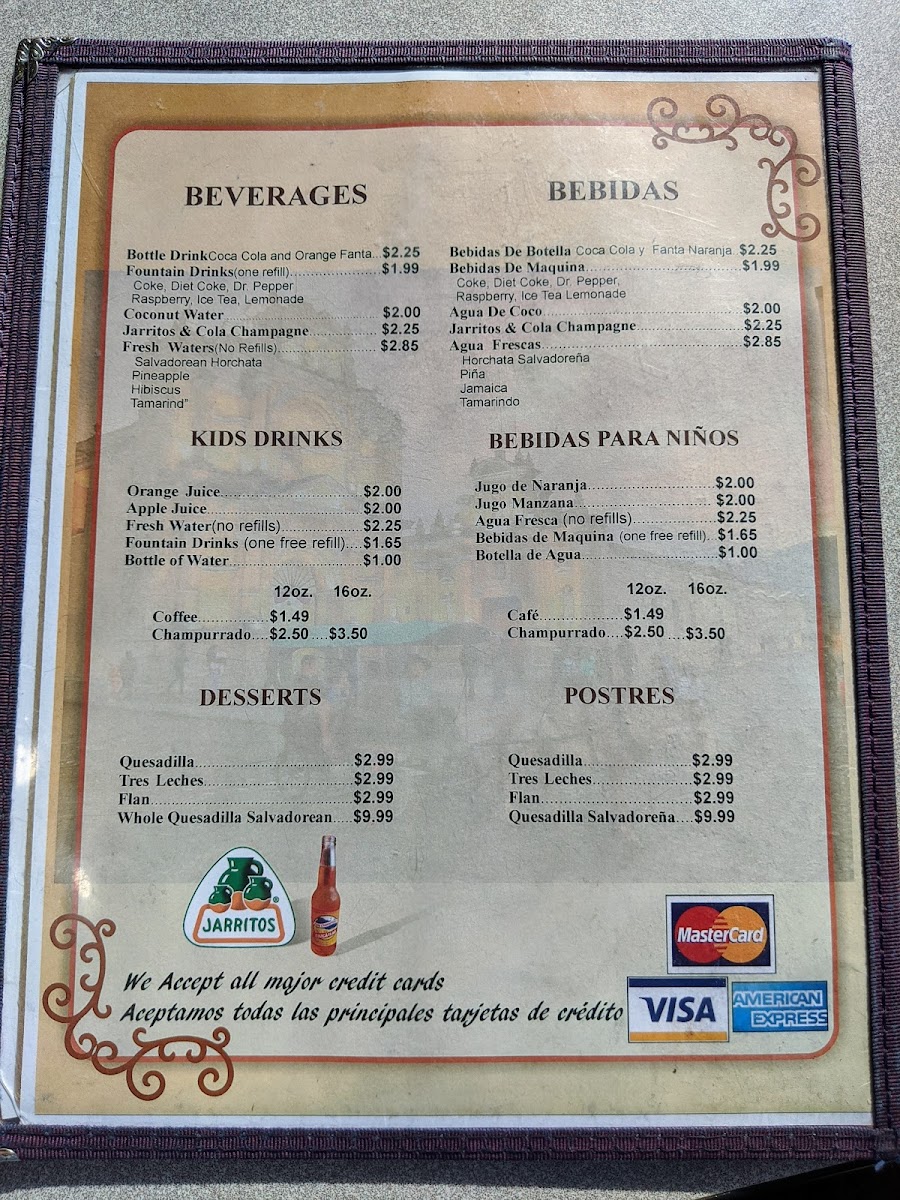 BEVERAGES
Bottle DrinkCoca Cola and Orange Fanta...$2.25
Fountain Drinks(one refill)......................$1.99
Coke, Diet Coke, Dr. Pepper
Raspberry, Ice Tea, Lemonade
Coconut Water.......................................$2.00
Jarritos & Cola Champagne.................$2.25
Fresh Waters(No Refills)........................$2.85
Salvadorean Horchata
Pineapple
Hibiscus
Tamarind”
KIDS DRINKS
Orange Juice.................................$2.00
Apple Juice....................................$2.00
Fresh Water(no refills)...................$2.25
Fountain Drinks (one free refill)....$1.65
Bottle of Water................................$1.00
12oz. 16oz.
Coffee.................$1.49
Champurrado....$2.50 ....$3.50
DESSERTS
Quesadilla.....................................$2.99
Tres Leches...................................$2.99
Flan................................................$2.99
Whole Quesadilla Salvadorean.....$9.99
BEBIDAS
Bebidas De Botella Coca Cola y Fanta Naranja..$2.25
Bebidas De Maquina.....................................$1.99
Coke, Diet Coke, Dr. Pepper,
Raspberry, Ice Tea Lemonade
Agua De Coco................................................$2.00
Jarritos & Cola Champagne.........................$2.25
Agua Frescas................................................$2.85
Horchata Salvadoreña
Piña
Jamaica
Tamarindo
BEBIDAS PARA NIÑOS
Jugo de Naranja..............................$2.00
Jugo Manzana.................................$2.00
Agua Fresca (no refills)....................$2.25
Bebidas de Maquina (one free refill)..$1.65
Botella de Agua................................$1.00
12oz. 16oz.
Café....................$1.49
Champurrado....$2.50 ....$3.50
POSTRES
Quesadilla..........................$2.99
Tres Leches........................$2.99
Flan.....................................$2.99
Quesadilla Salvadoreña....$9.99
JARRITOS
We Accept all major credit cards
Aceptamos todas las principales tarjetas de crédito
MasterCard
VISA
AMERICAN
EXPRESS